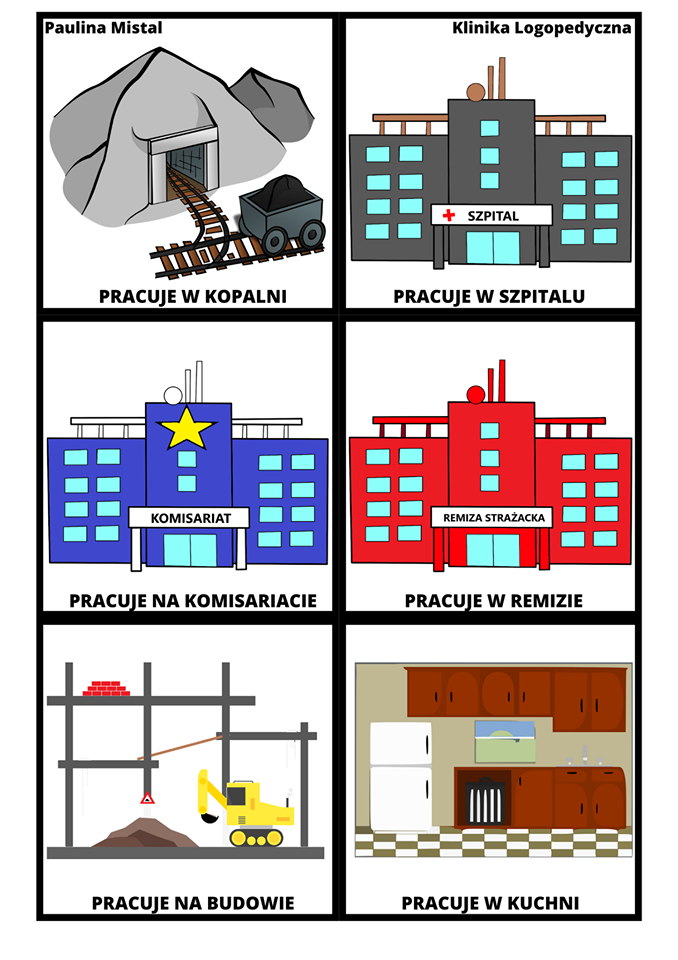 Paulina Mistal
Klinika Logopedyczna
PRACUJE W KOPALNI
SZPITAL
PRACUJE W SZPITALU
KOMISARIAT
PRACUJE NA KOMISARIACIE
REMIZA STRAŻACKA
PRACUJE W REMIZIE
PRACUJE NA BUDOWIE
PRACUJE W KUCHNI